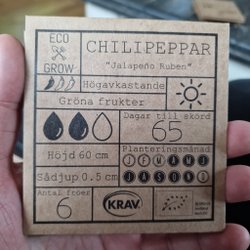 ECO
GROW
CHILIPEPPAR
"Jalapeño Ruben"
Högavkastande
Gröna frukter
Dagar till skörd
65
Höjd 60 cm
Planteringsmånad
J F M A M J
J A S O N D
Sådjup 0.5 cm
Antal fröer
6
KRAV